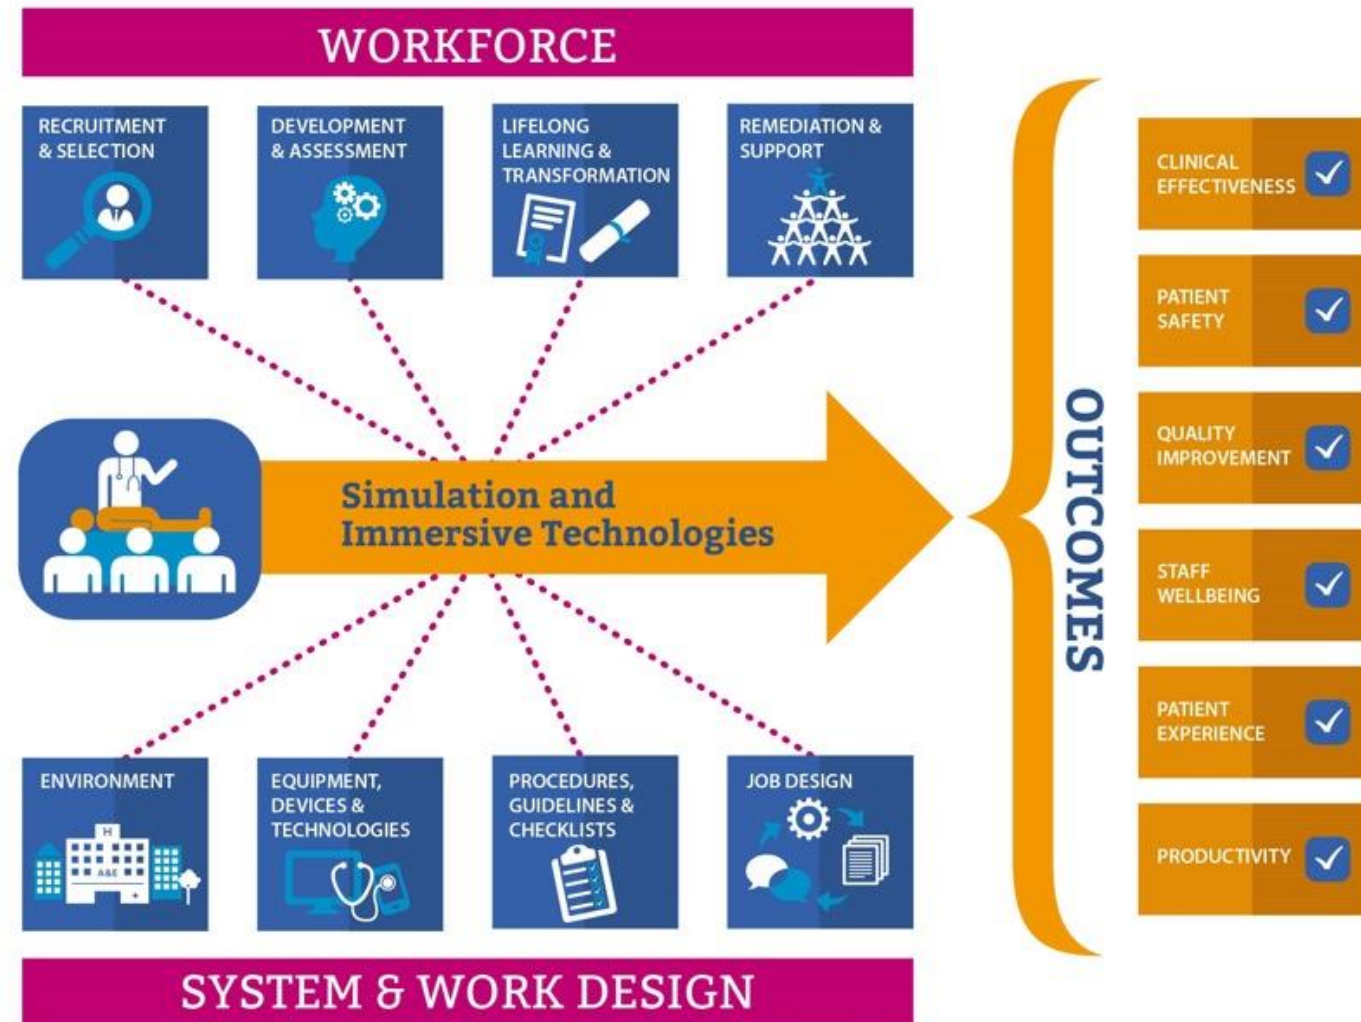 WORKFORCE
RECRUITMENT
& SELECTION
DEVELOPMENT
& ASSESSMENT
LIFELONG
LEARNING &
TRANSFORMATION
REMEDIATION &
SUPPORT
Simulation and
Immersive Technologies
ENVIRONMENT
H
A&E
EQUIPMENT,
DEVICES &
TECHNOLOGIES
PROCEDURES,
GUIDELINES &
CHECKLISTS
JOB DESIGN
SYSTEM & WORK DESIGN
OUTCOMES
CLINICAL
EFFECTIVENESS
PATIENT
SAFETY
QUALITY
IMPROVEMENT
STAFF
WELLBEING
PATIENT
EXPERIENCE
PRODUCTIVITY